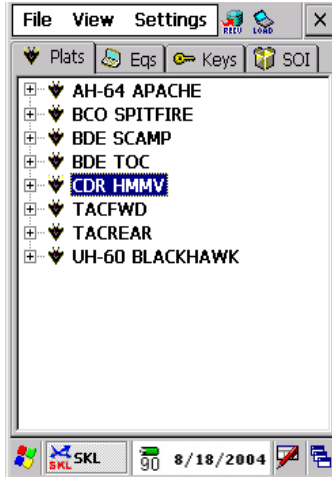 File View Settings RECV LOAD
Plats Eqs Keys SOI
AH-64 APACHE
BCO SPITFIRE
BDE SCAMP
BDE TOC
CDR HMMV
TACFWD
TACREAR
UH-60 BLACKHAWK
SKL SKL 90 8/18/2004